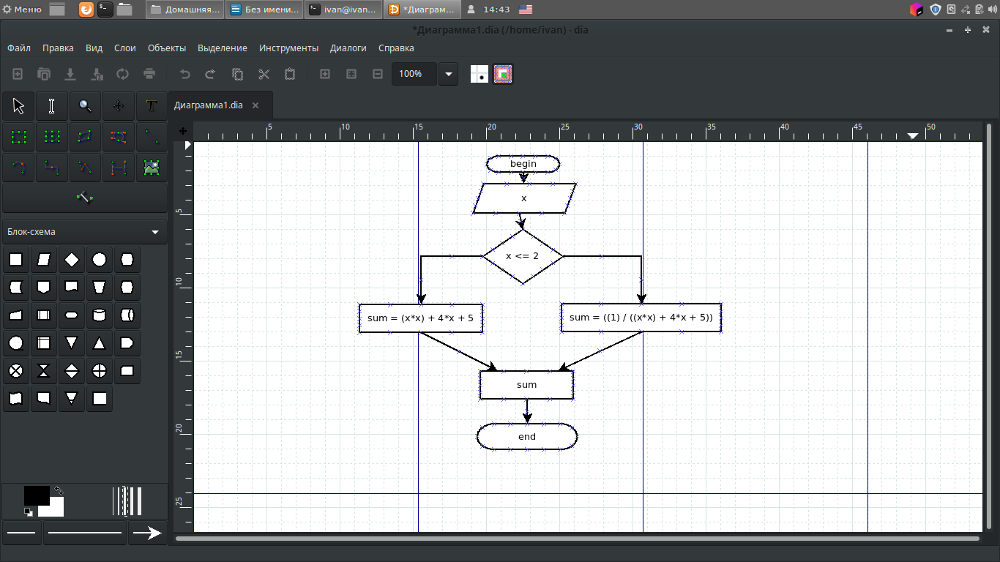 Меню
Домашняя...
Без имени...
ivan@ivan...
*Диаграм...
14:43
*Диаграмма1.dia (/home/ivan) - dia
Файл Правка Вид Слои Объекты Выделение Инструменты Диалоги Справка
100%
Диаграмма1.dia
5 10 15 20 25 30 35 40 45 50
Блок-схема
5
10
15
20
25
begin
x
x <= 2
sum = (x*x) + 4*x + 5
sum = ((1) / ((x*x) + 4*x + 5))
sum
end